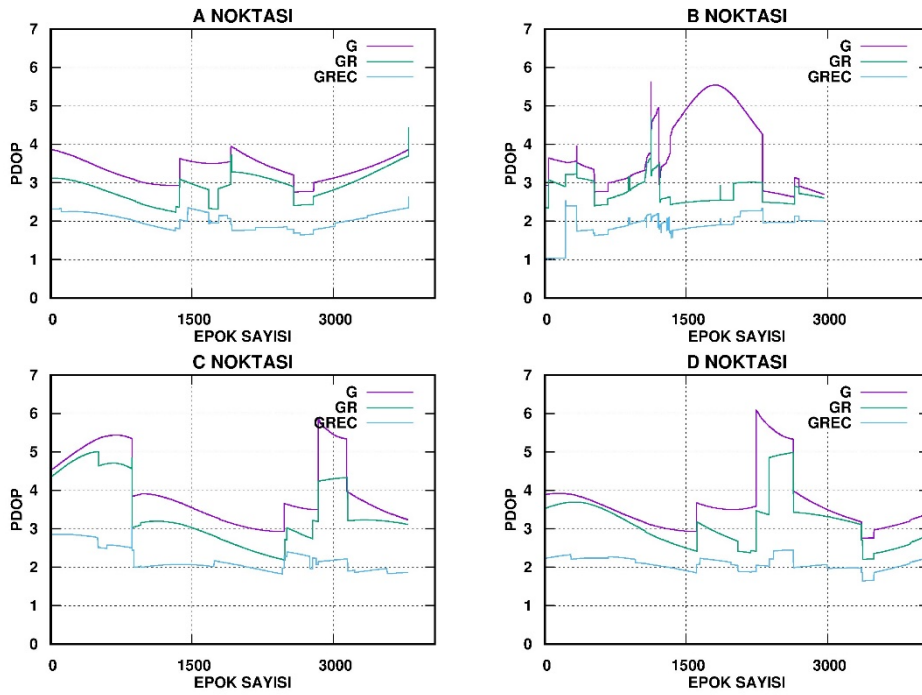 A NOKTASI
7
6
5
4
3
2
1
0
PDOP
G
GR
GREC
0 1500 3000
EPOK SAYISI
B NOKTASI
7
6
5
4
3
2
1
0
PDOP
G
GR
GREC
0 1500 3000
EPOK SAYISI
C NOKTASI
7
6
5
4
3
2
1
0
PDOP
G
GR
GREC
0 1500 3000
EPOK SAYISI
D NOKTASI
7
6
5
4
3
2
1
0
PDOP
G
GR
GREC
0 1500 3000
EPOK SAYISI